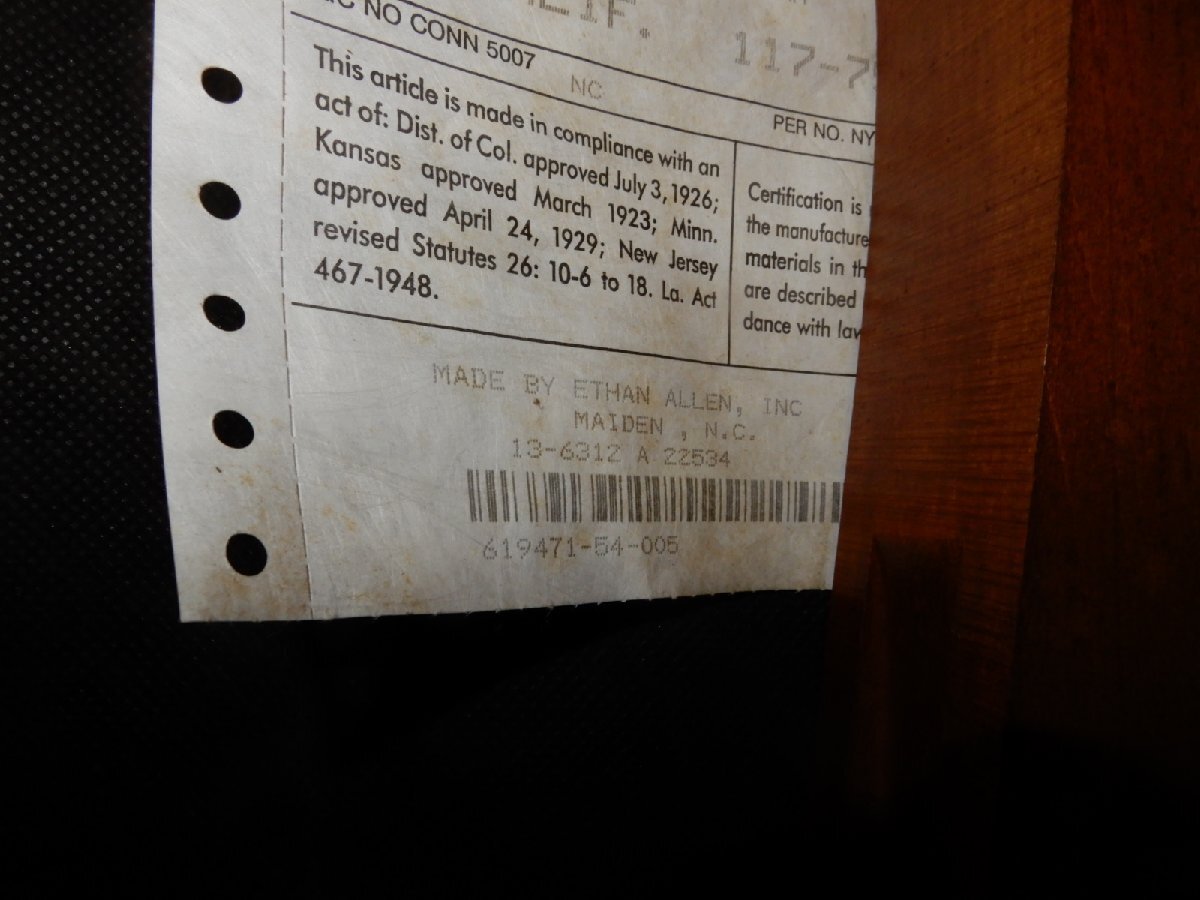 LIF.
117-7
NO CONN 5007
NC
PER NO. NY
This article is made in compliance with an
act of: Dist. of Col. approved July 3, 1926;
Kansas approved March 1923; Minn.
approved April 24, 1929; New Jersey
revised Statutes 26: 10-6 to 18. La. Act
467-1948.
Certification is
the manufacture
materials in th
are described
dance with law
MADE BY ETHAN ALLEN, INC
MAIDEN , N.C.
13-6312 A 22534
619471-54-005